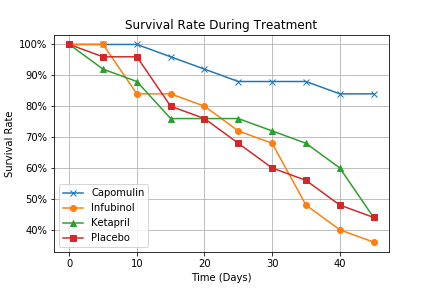 Survival Rate During Treatment
Survival Rate
100%
90%
80%
70%
60%
50%
40%
Capomulin
Infubinol
Ketapril
Placebo
0
10
20
30
40
Time (Days)